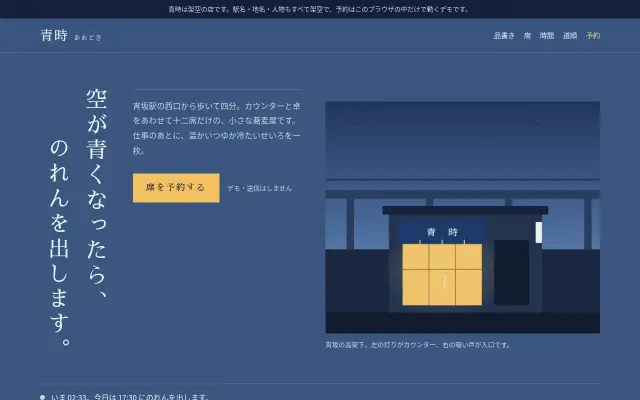 青時は架空の店です。駅名・地名・人物もすべて架空で、予約はこのブラウザの中だけで動くデモです。
青時 あおどき
品書き 席 時間 道順 予約
空が青くなったら、
のれんを出します。
宵坂駅の西口から歩いて四分。カウンターと卓
をあわせて十二席だけの、小さな蕎麦屋です。
仕事のあとに、温かいつゆか冷たいせいろを一
枚。
席を予約する
デモ・送信はしません
青時
宵坂の高架下。左の灯りがカウンター、右の暗い戸が入口です。
いま 02:33。今日は 17:30 にのれんを出します。